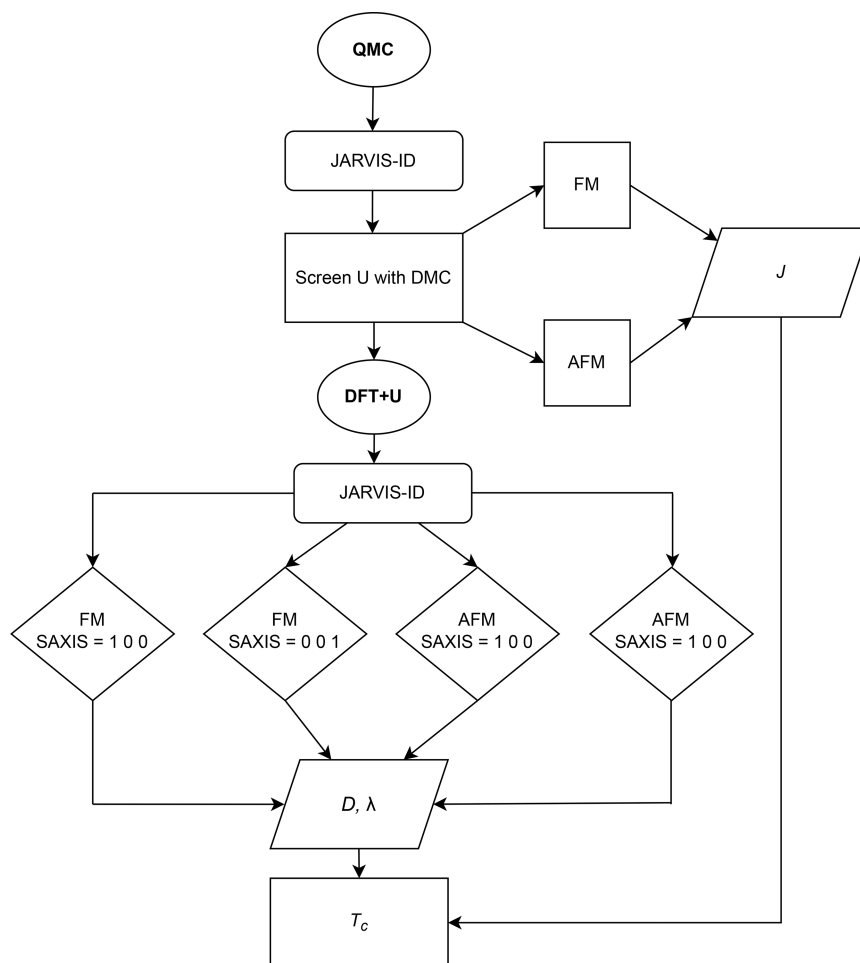 QMC
JARVIS-ID
FM
Screen U with DMC
J
AFM
DFT+U
JARVIS-ID
FM
SAXIS = 1 0 0
FM
SAXIS = 0 0 1
AFM
SAXIS = 1 0 0
AFM
SAXIS = 1 0 0
D, λ
Tc